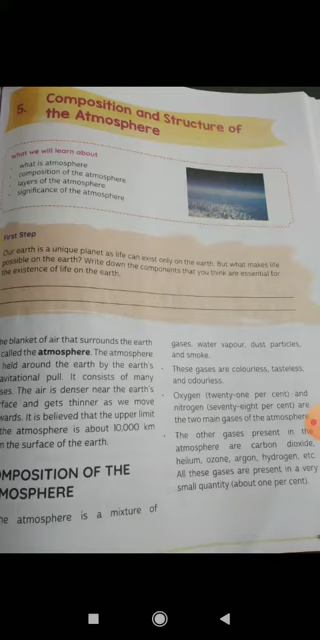 5.
Composition and Structure of
the Atmosphere
what we will learn about
what is atmosphere
composition of the atmosphere
layers of the atmosphere
significance of the atmosphere
First Step
Our earth is a unique planet as life can exist only on the earth. But what makes life
possible on the earth? Write down the components that you think are essential for
the existence of life on the earth.
he blanket of air that surrounds the earth
called the atmosphere. The atmosphere
held around the earth by the earth's
avitational pull. It consists of many
ses. The air is denser near the earth's
rface and gets thinner as we move
wards. It is believed that the upper limit
the atmosphere is about 10,000 km
m the surface of the earth.
OMPOSITION OF THE
MOSPHERE
he atmosphere is a mixture of
gases, water vapour, dust particles,
and smoke.
These gases are colourless, tasteless,
and odourless.
Oxygen (twenty-one per cent) and
nitrogen (seventy-eight per cent) are
the two main gases of the atmosphere.
The other gases present in the
atmosphere are carbon dioxide,
helium, ozone, argon, hydrogen, etc.
All these gases are present in a very
small quantity (about one per cent).